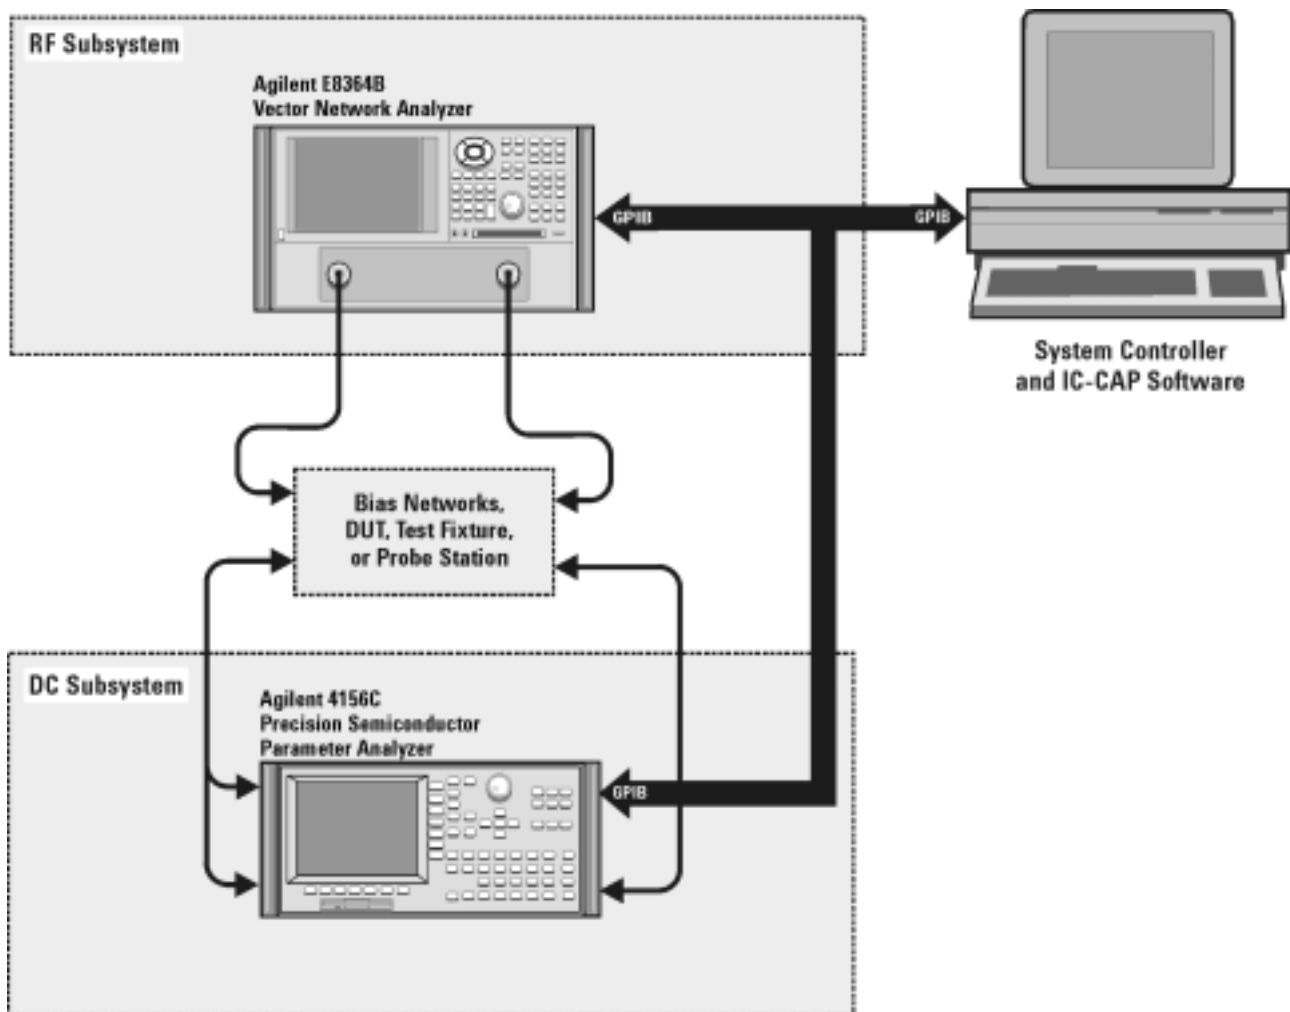 RF Subsystem
Agilent E8364B
Vector Network Analyzer
GPIB
GPIB
System Controller
and IC-CAP Software
Bias Networks,
DUT, Test Fixture,
or Probe Station
DC Subsystem
Agilent 4156C
Precision Semiconductor
Parameter Analyzer
GPIB